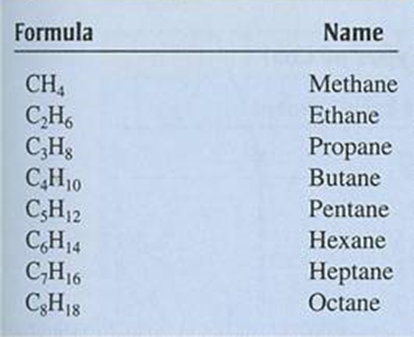 Formula Name
CH₄ Methane
C₂H₆ Ethane
C₃H₈ Propane
C₄H₁₀ Butane
C₅H₁₂ Pentane
C₆H₁₄ Hexane
C₇H₁₆ Heptane
C₈H₁₈ Octane